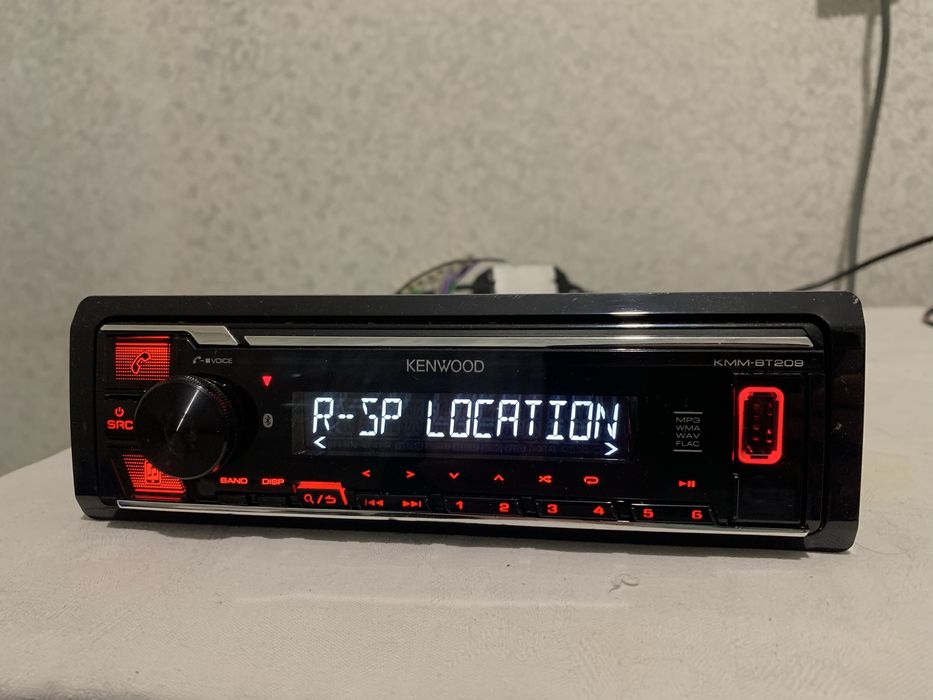 VOICE
KENWOOD
KMM-BT209
SRC
R-SP LOCATION
< >
MP3
WMA
WAV
FLAC
BAND DISP
1 2 3 4 5 6